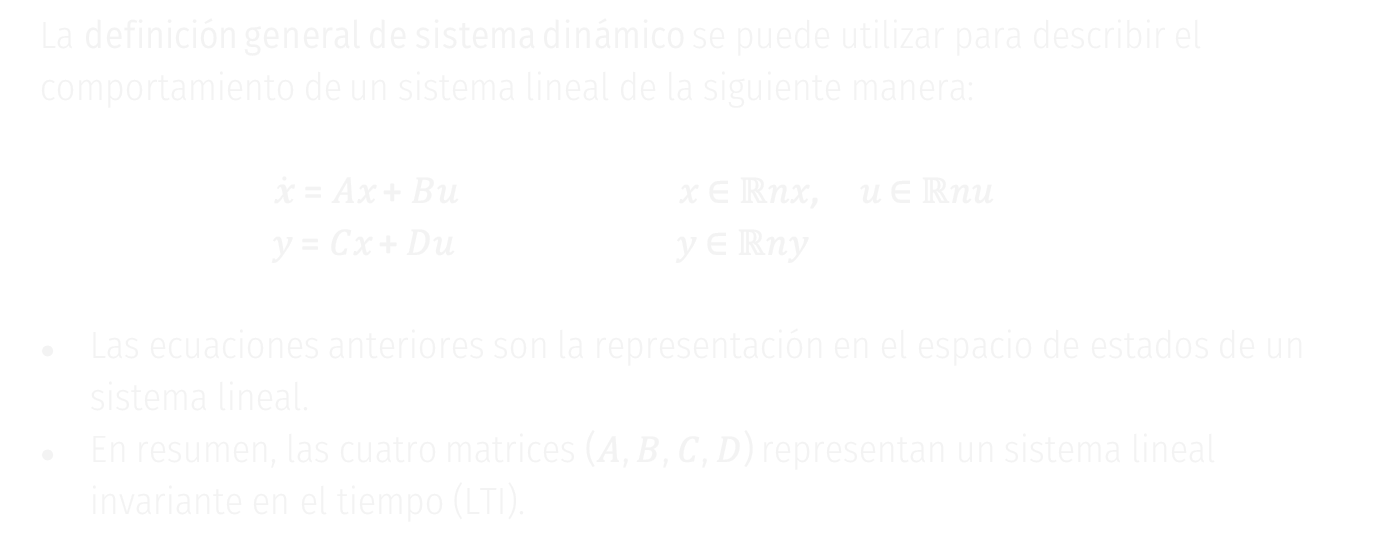 La definición general de sistema dinámico se puede utilizar para describir el
comportamiento de un sistema lineal de la siguiente manera:
ẋ = Ax + Bu x ∈ ℝnx, u ∈ ℝnu
y = Cx + Du y ∈ ℝny
• Las ecuaciones anteriores son la representación en el espacio de estados de un
sistema lineal.
• En resumen, las cuatro matrices (A, B, C, D) representan un sistema lineal
invariante en el tiempo (LTI).